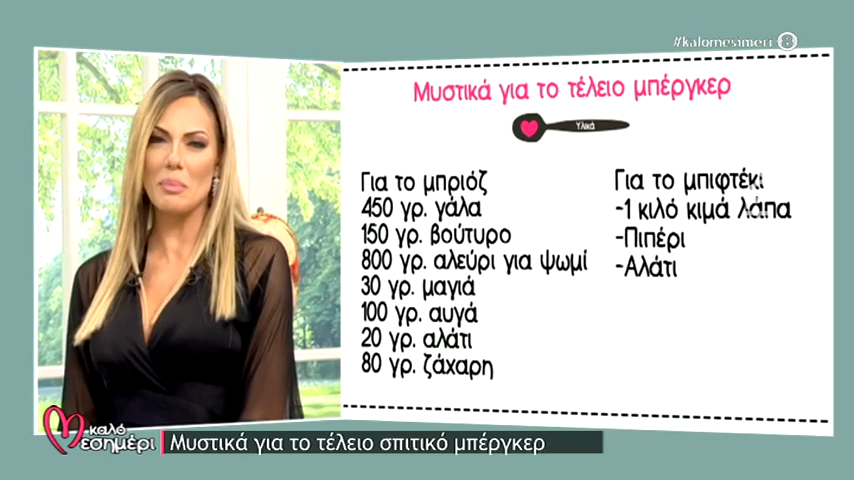 #kalomesimeri 8
Μυστικά για το τέλειο μπέργκερ
Υλικά
Για το μπριόζ
450 γρ. γάλα
150 γρ. βούτυρο
800 γρ. αλεύρι για ψωμί
30 γρ. μαγιά
100 γρ. αυγά
20 γρ. αλάτι
80 γρ. ζάχαρη
Για το μπιφτέκι
-1 κιλό κιμά λάπα
-Πιπέρι
-Αλάτι
καλό
μεσημέρι
Μυστικά για το τέλειο σπιτικό μπέργκερ